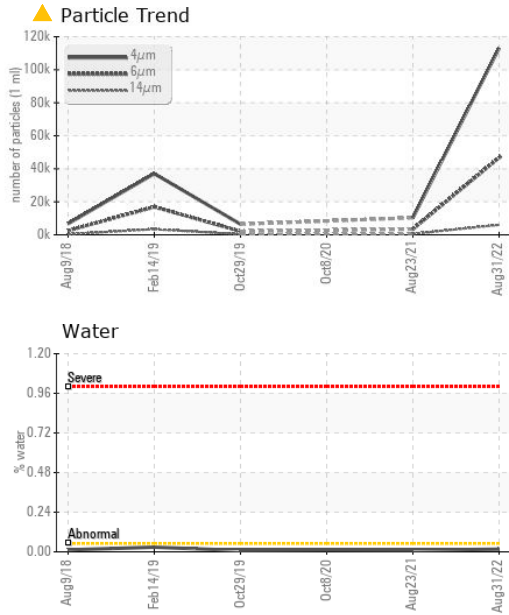 Particle Trend
120k
100k
80k
60k
40k
20k
0k
number of particles (1 ml)
4μm
6μm
14μm
Aug9/18
Feb14/19
Oct29/19
Oct8/20
Aug23/21
Aug31/22
Water
1.20
0.96
0.72
0.48
0.24
0.00
% water
Severe
Abnormal
Aug9/18
Feb14/19
Oct29/19
Oct8/20
Aug23/21
Aug31/22